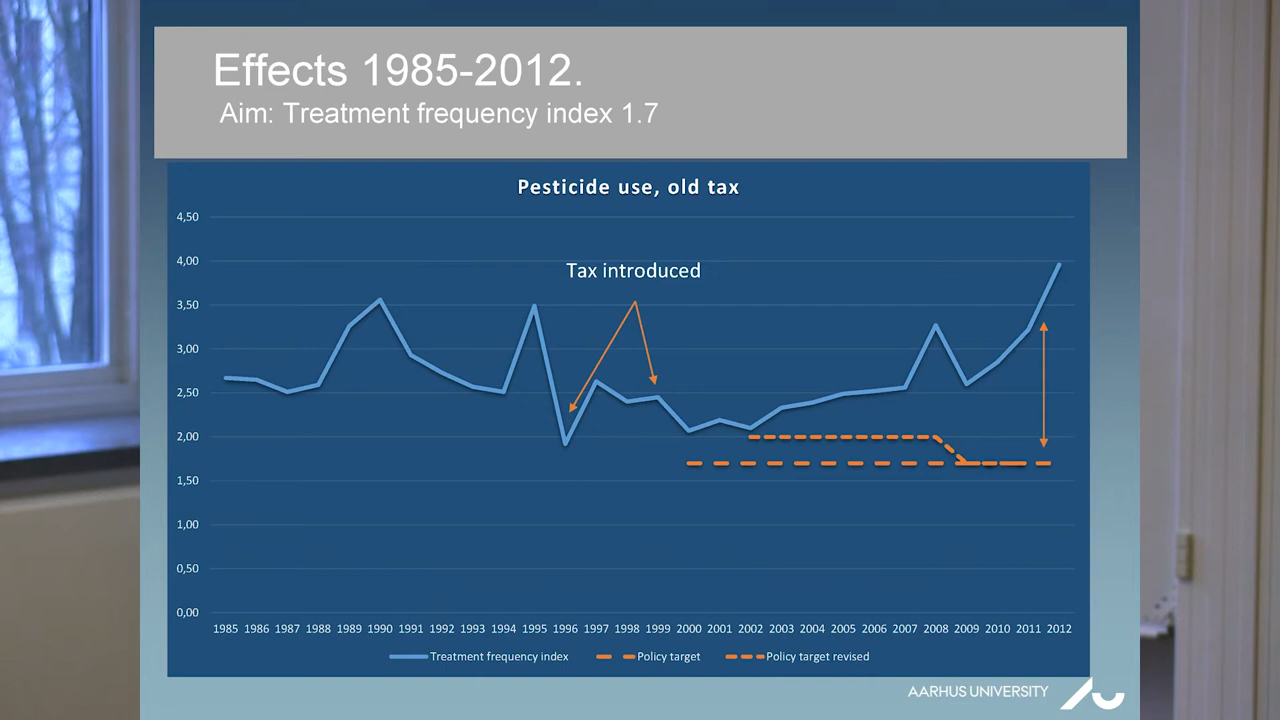 Effects 1985-2012.
Aim: Treatment frequency index 1.7
Pesticide use, old tax
4,50
4,00
3,50
3,00
2,50
2,00
1,50
1,00
0,50
0,00
Tax introduced
1985 1986 1987 1988 1989 1990 1991 1992 1993 1994 1995 1996 1997 1998 1999 2000 2001 2002 2003 2004 2005 2006 2007 2008 2009 2010 2011 2012
Treatment frequency index Policy target Policy target revised
AARHUS UNIVERSITY